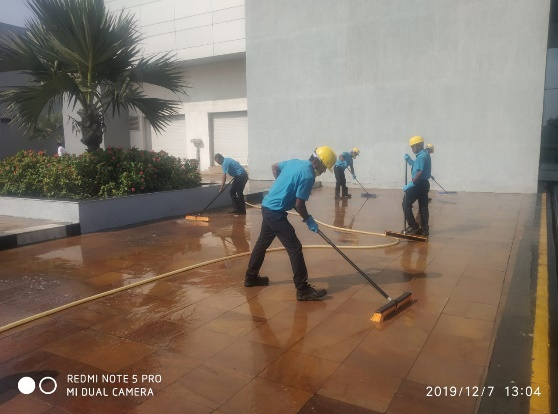 REDMI NOTE 5 PRO
MI DUAL CAMERA
2019/12/7 13:04